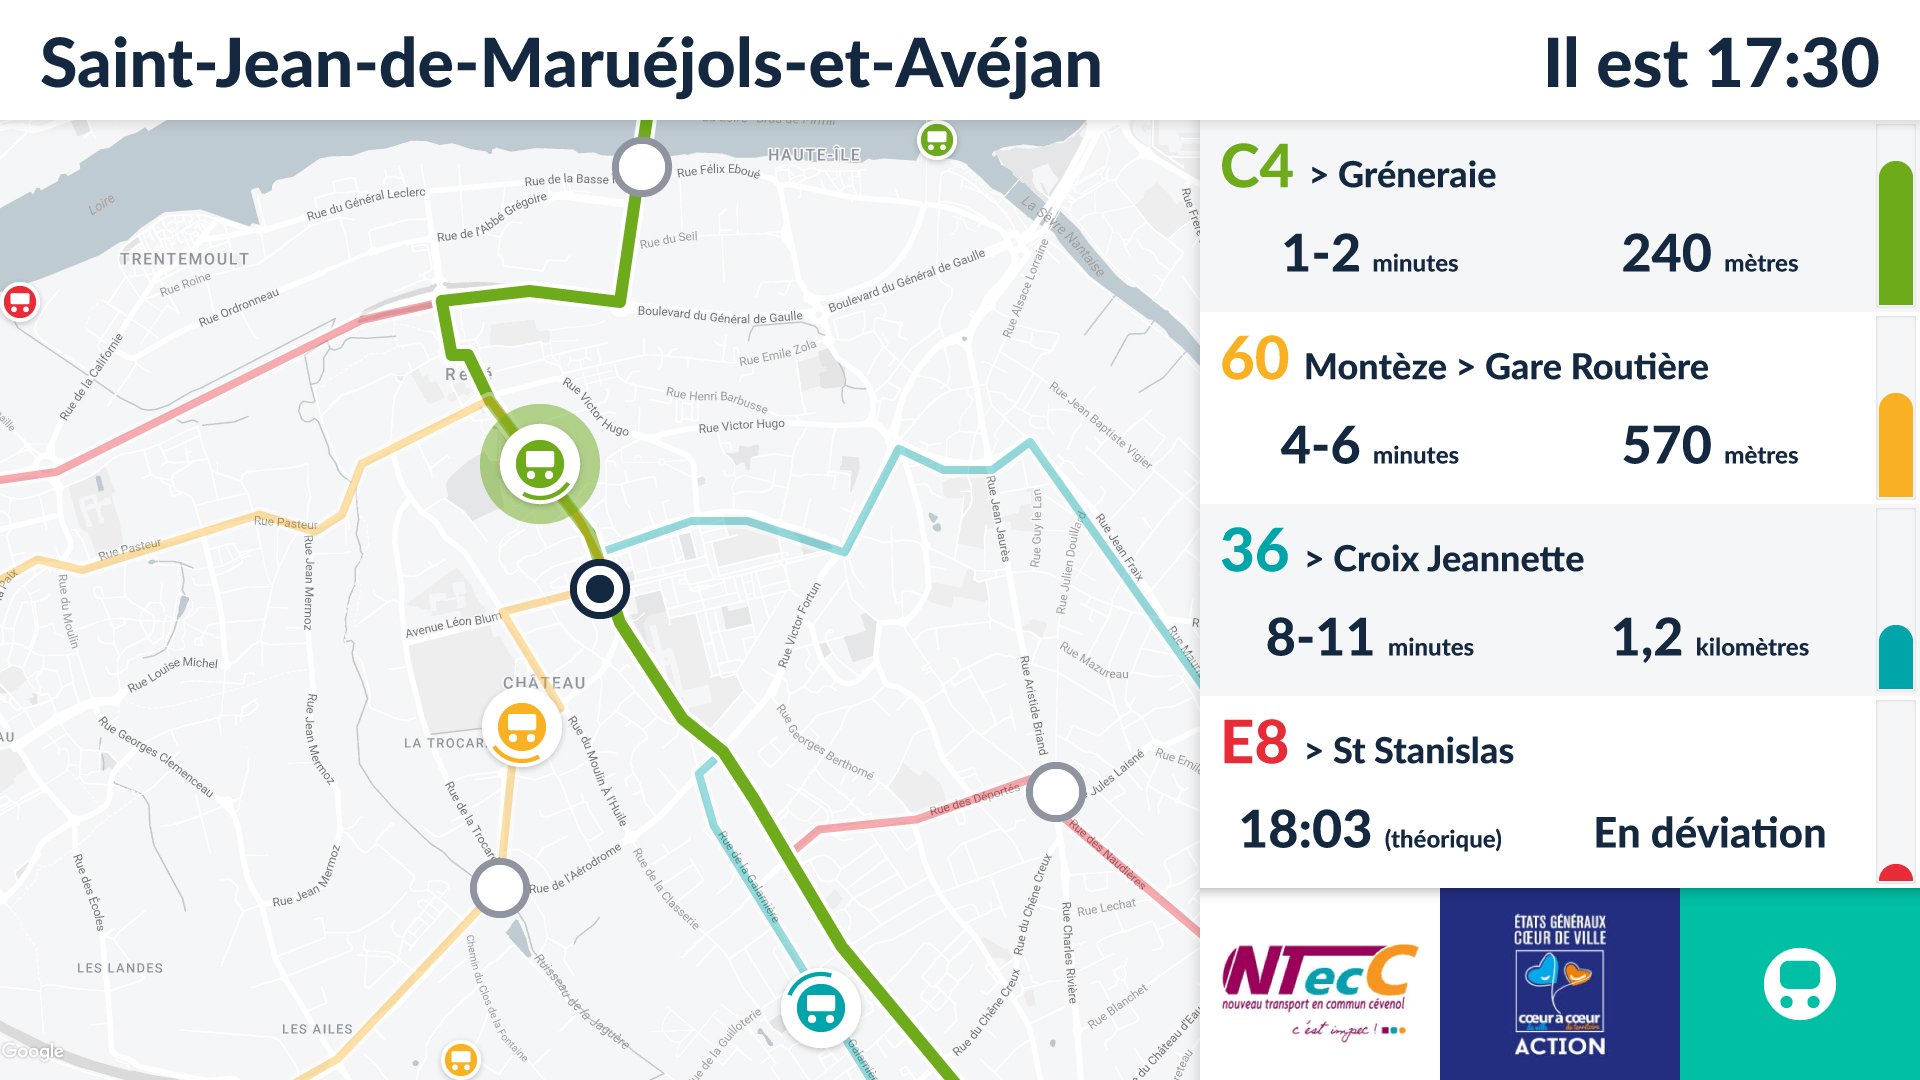 Saint-Jean-de-Maruéjols-et-Avéjan
Il est 17:30
HAUTE-ÎLE
Rue Félix Eboué
Rue de la Basse
Loire
Rue du Général Leclerc
Rue de l'Abbé Grégoire
Rue du Seil
La Sèvre Nantaise
TRENTEMOULT
Rue Roine
Rue Ordronneau
Boulevard du Général de Gaulle
Boulevard du Général de Gaulle
Rue Alsace Lorraine
Rue de la Californie
Rue Emile Zola
Rue Victor Hugo
Rue Henri Barbusse
Rue Victor Hugo
Rue Jean Baptiste Vigier
Rue Pasteur
Rue Pasteur
Rue Jean Jaurès
Rue Guy le Lau
Rue Julien Douillard
Rue Jean Fraix
Rue du Moulin
Rue Jean Mermoz
Avenue Léon Blum
Rue Victor Fortun
Rue Louise Michel
CHÂTEAU
Rue Mazureau
Rue Aristide Briand
Rue Georges Clemenceau
Rue Jean Mermoz
LA TROCAR
Rue du Moulin À l'Huile
Rue Georges Berthomé
Rue Jules Laisné
Rue Emile
Rue de la Trocar
Rue des Déportés
Rue des Naudières
Rue de l'Aérodrome
Rue de la Galarnière
Rue de la Classerie
Rue Jean Mermoz
Rue des Écoles
Rue du Chêne Creux
Rue Charles Rivière
Rue Lechat
LES LANDES
Chemin du Clos de la Fontaine
Ruisseau de la Jaguère
Rue du Chêne Creux
Rue Blanchet
Rue de la Guilloterie
Galarnière
Rue du Château d'Eau
LES AILES
Google
C4 > Gréneraie
1-2 minutes 240 mètres
60 Montèze > Gare Routière
4-6 minutes 570 mètres
36 > Croix Jeannette
8-11 minutes 1,2 kilomètres
E8 > St Stanislas
18:03 (théorique) En déviation
NTecC
nouveau transport en commun cévenol
c'est impec !
ÉTATS GÉNÉRAUX
CŒUR DE VILLE
cœur à cœur
ACTION